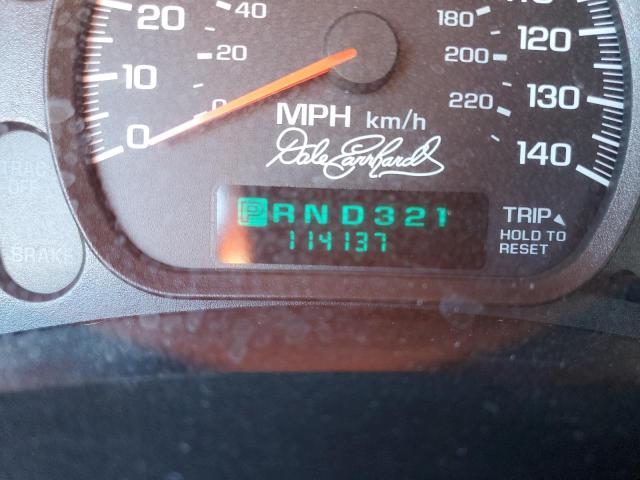 20 40 180 120
10 20 200
0 0 220 130
MPH km/h 140
Dale Earnhardt
PRND321 TRIP
114137 HOLD TO
RESET
OFF
BRAKE